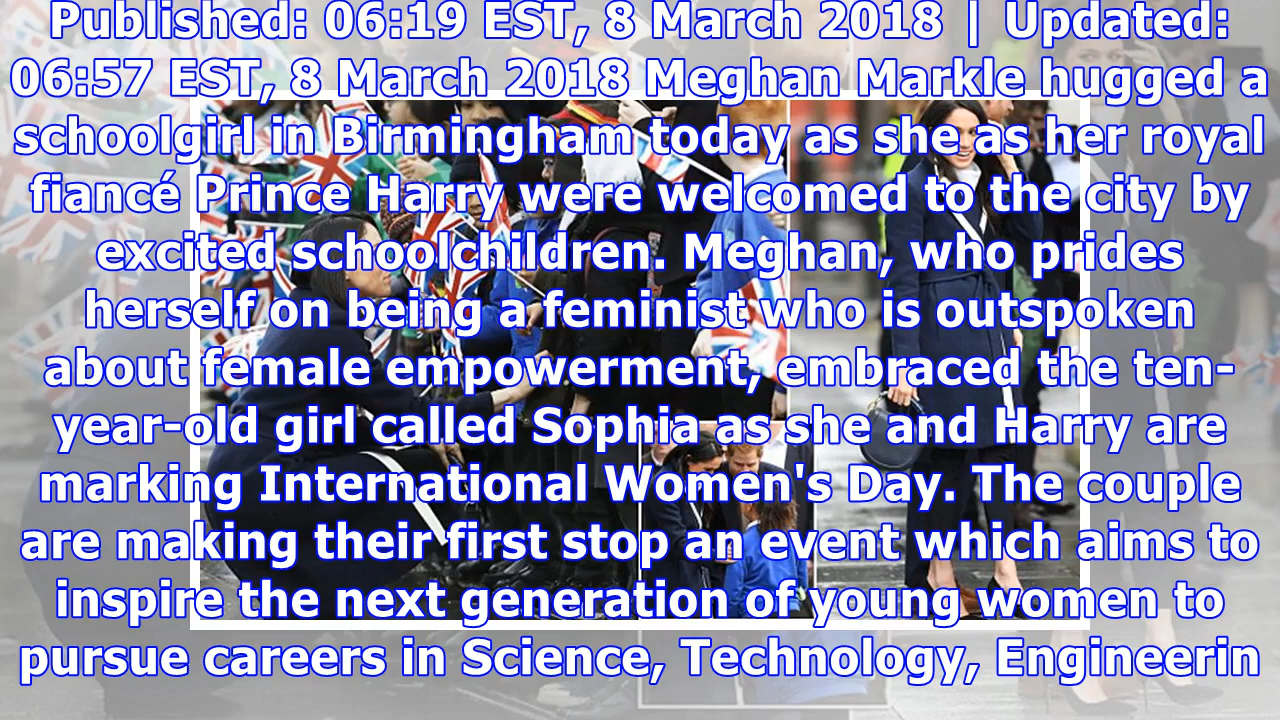 Published: 06:19 EST, 8 March 2018 | Updated:
06:57 EST, 8 March 2018 Meghan Markle hugged a
schoolgirl in Birmingham today as she as her royal
fiancé Prince Harry were welcomed to the city by
excited schoolchildren. Meghan, who prides
herself on being a feminist who is outspoken
about female empowerment, embraced the ten-
year-old girl called Sophia as she and Harry are
marking International Women's Day. The couple
are making their first stop an event which aims to
inspire the next generation of young women to
pursue careers in Science, Technology, Engineerin